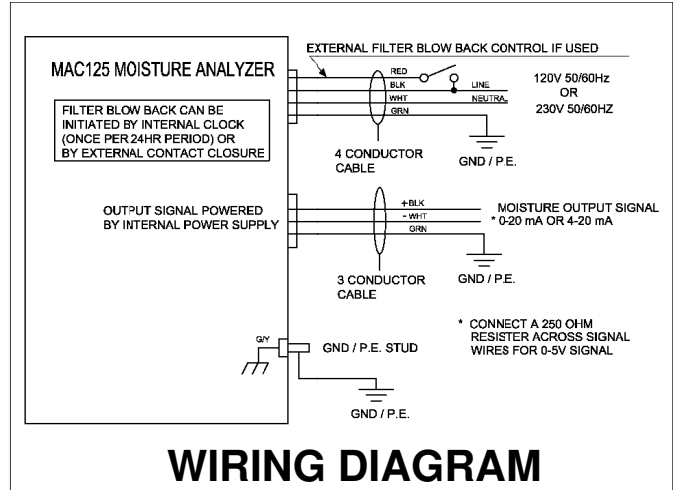 EXTERNAL FILTER BLOW BACK CONTROL IF USED
MAC125 MOISTURE ANALYZER
RED
BLK
LINE
WHT
NEUTRA
GRN
120V 50/60Hz
OR
230V 50/60HZ
FILTER BLOW BACK CAN BE
INITIATED BY INTERNAL CLOCK
(ONCE PER 24HR PERIOD) OR
BY EXTERNAL CONTACT CLOSURE
4 CONDUCTOR
CABLE
GND / P.E.
OUTPUT SIGNAL POWERED
BY INTERNAL POWER SUPPLY
+ BLK
- WHT
GRN
MOISTURE OUTPUT SIGNAL
* 0-20 mA OR 4-20 mA
3 CONDUCTOR
CABLE
GND / P.E.
* CONNECT A 250 OHM
RESISTER ACROSS SIGNAL
WIRES FOR 0-5V SIGNAL
G/Y
GND / P.E. STUD
GND / P.E.
WIRING DIAGRAM